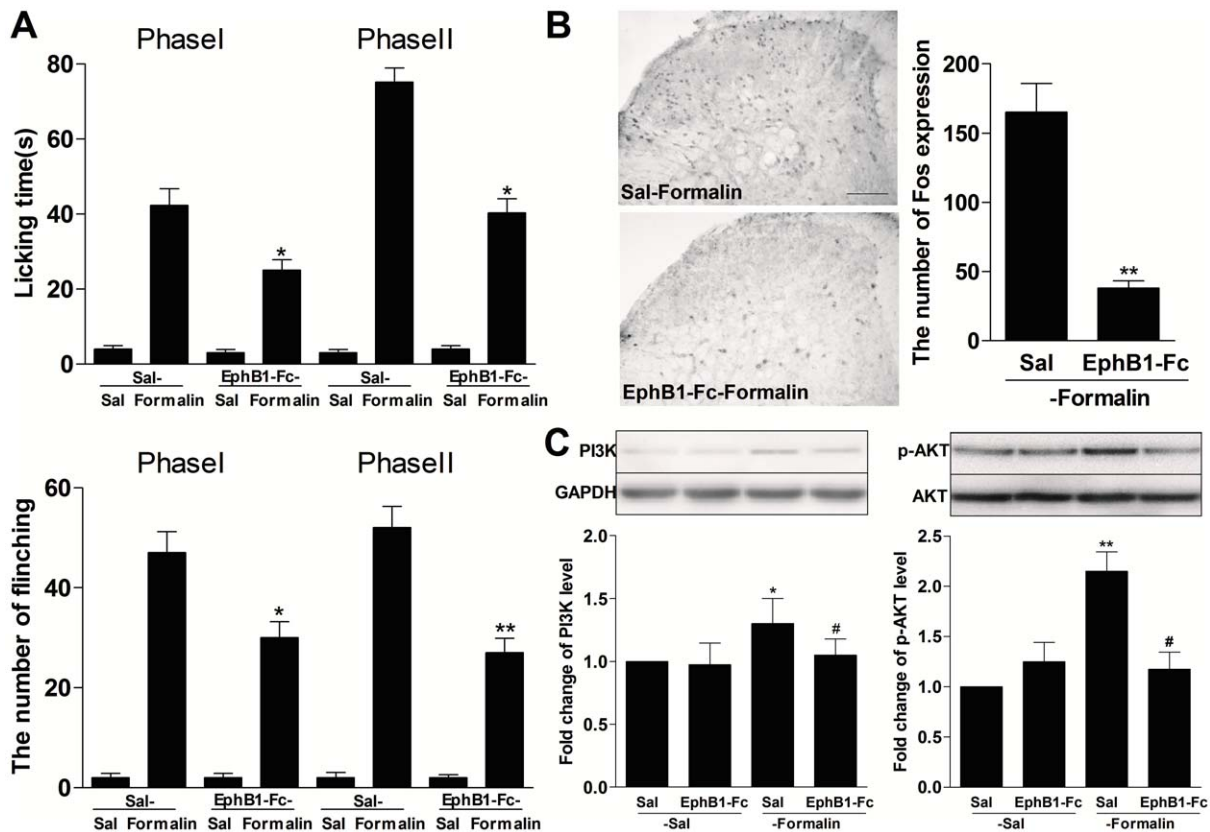 A
PhaseI PhaseII
Licking time(s)
80
60
40
20
0
* *
Sal- EphB1-Fc- Sal- EphB1-Fc-
Sal Formalin Sal Formalin Sal Formalin Sal Formalin
PhaseI PhaseII
The number of flinching
60
40
20
0
* **
Sal- EphB1-Fc- Sal- EphB1-Fc-
Sal Formalin Sal Formalin Sal Formalin Sal Formalin
B
Sal-Formalin
EphB1-Fc-Formalin
The number of Fos expression
200
150
100
50
0
**
Sal EphB1-Fc
-Formalin
C
PI3K
GAPDH
Fold change of PI3K level
2.0
1.5
1.0
0.5
0.0
* #
Sal EphB1-Fc Sal EphB1-Fc
-Sal -Formalin
p-AKT
AKT
Fold change of p-AKT level
2.5
2.0
1.5
1.0
0.5
0.0
** #
Sal EphB1-Fc Sal EphB1-Fc
-Sal -Formalin